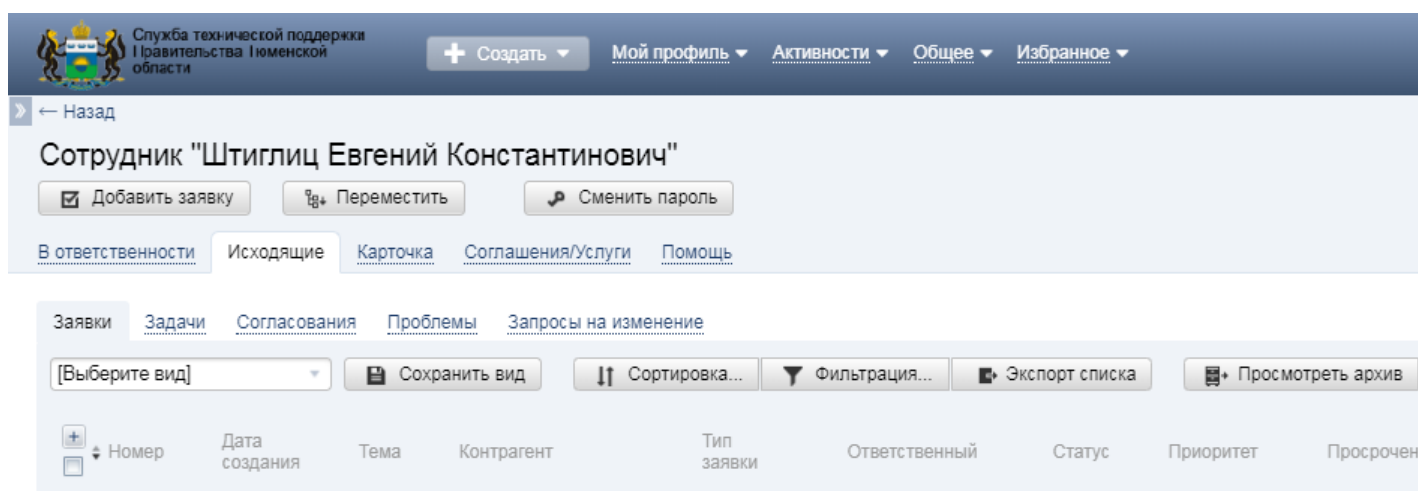 Служба технической поддержки
Правительства Тюменской
области
Создать
Мой профиль
Активности
Общее
Избранное
← Назад
Сотрудник "Штиглиц Евгений Константинович"
Добавить заявку
Переместить
Сменить пароль
В ответственности
Исходящие
Карточка
Соглашения/Услуги
Помощь
Заявки
Задачи
Согласования
Проблемы
Запросы на изменение
[Выберите вид]
Сохранить вид
Сортировка...
Фильтрация...
Экспорт списка
Просмотреть архив
Номер
Дата
создания
Тема
Контрагент
Тип
заявки
Ответственный
Статус
Приоритет
Просрочен